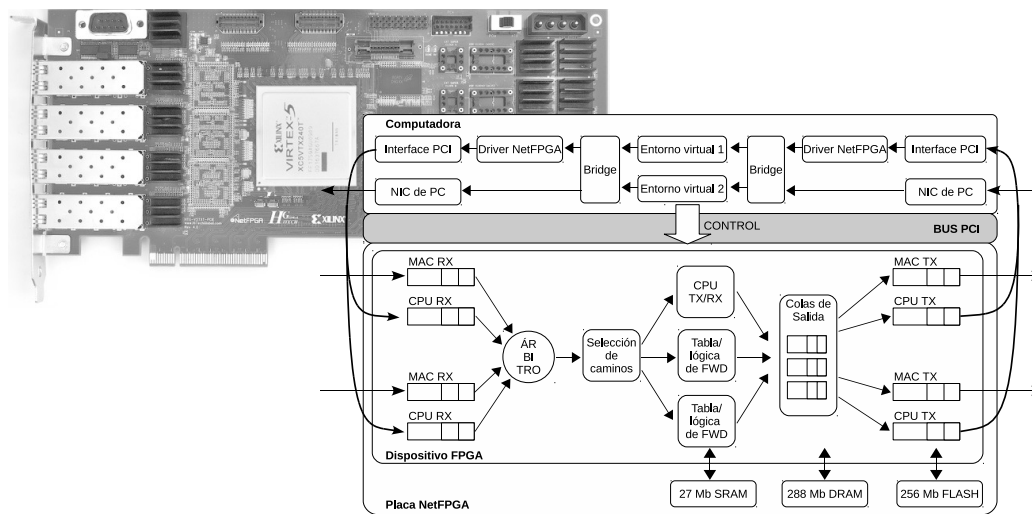 XILINX
VIRTEX-5
XC5VTX240T
NetFPGA
XILINX
Computadora
Interface PCI
Driver NetFPGA
Bridge
Entorno virtual 1
Bridge
Driver NetFPGA
Interface PCI
NIC de PC
Entorno virtual 2
NIC de PC
CONTROL
BUS PCI
MAC RX
CPU RX
MAC RX
CPU RX
ÁR
BI
TRO
Selección
de
caminos
CPU
TX/RX
Tabla/
lógica
de FWD
Tabla/
lógica
de FWD
Colas de
Salida
MAC TX
CPU TX
MAC TX
CPU TX
Dispositivo FPGA
27 Mb SRAM
288 Mb DRAM
256 Mb FLASH
Placa NetFPGA